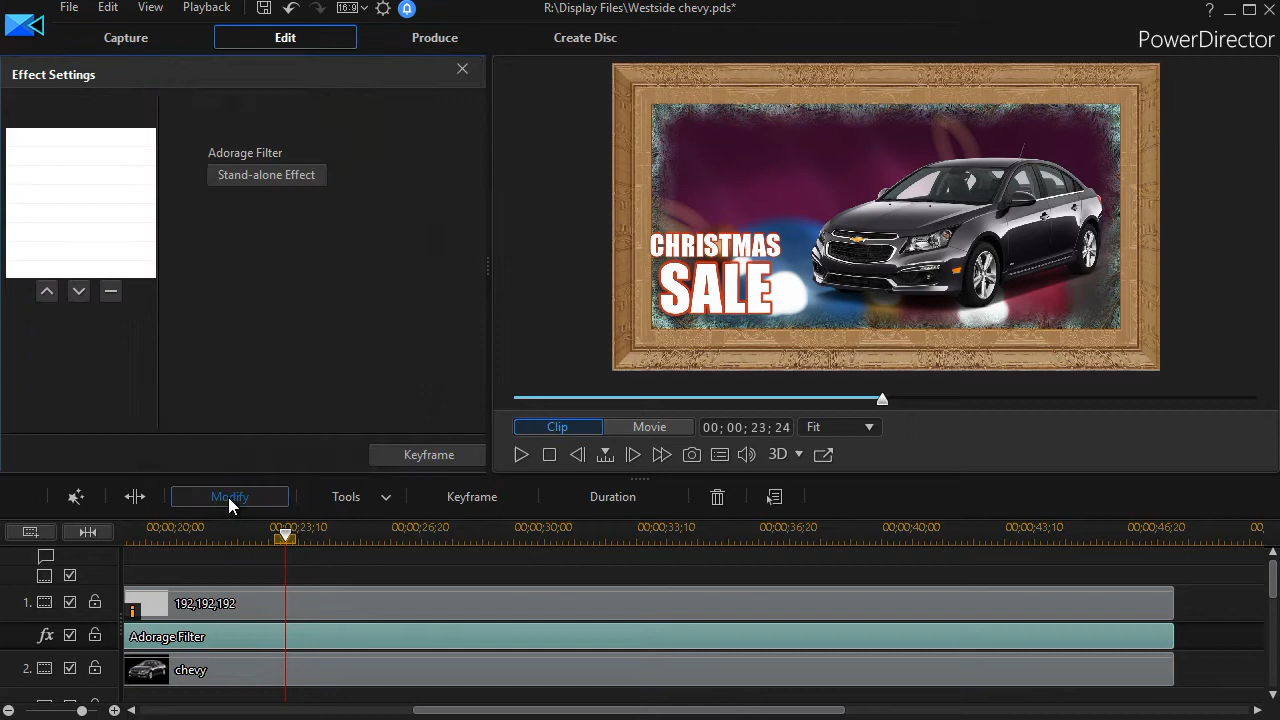 File Edit View Playback 16:9 R:\Display Files\Westside chevy.pds* ?
Capture Edit Produce Create Disc PowerDirector
Effect Settings
Adorage Filter
Stand-alone Effect
CHRISTMAS
SALE
Clip Movie 00; 00; 23; 24 Fit
3D
Keyframe
Modify Tools Keyframe Duration
00;00;20;00 00;00;23;10 00;00;26;20 00;00;30;00 00;00;33;10 00;00;36;20 00;00;40;00 00;00;43;10 00;00;46;20 00;
1. 192,192,192
fx Adorage Filter
2. chevy